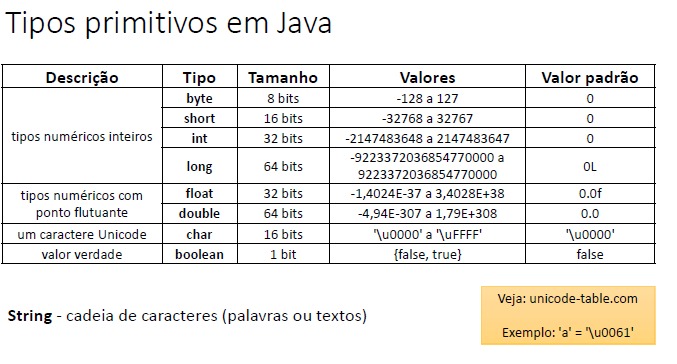 Tipos primitivos em Java
Descrição Tipo Tamanho Valores Valor padrão
tipos numéricos inteiros
byte 8 bits -128 a 127 0
short 16 bits -32768 a 32767 0
int 32 bits -2147483648 a 2147483647 0
long 64 bits -9223372036854770000 a
9223372036854770000 0L
tipos numéricos com
ponto flutuante
float 32 bits -1,4024E-37 a 3,4028E+38 0.0f
double 64 bits -4,94E-307 a 1,79E+308 0.0
um caractere Unicode char 16 bits '\u0000' a '\uFFFF' '\u0000'
valor verdade boolean 1 bit {false, true} false
String - cadeia de caracteres (palavras ou textos)
Veja: unicode-table.com
Exemplo: 'a' = '\u0061'